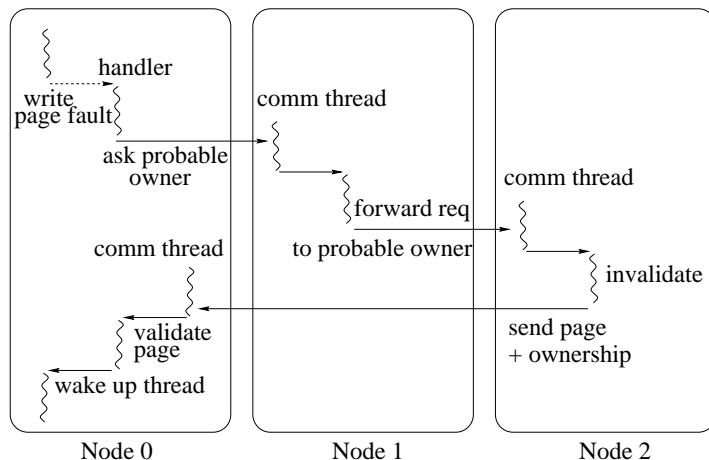 handler
write
page fault
ask probable
owner
comm thread
validate
page
wake up thread
Node 0
comm thread
forward req
to probable owner
Node 1
comm thread
invalidate
send page
+ ownership
Node 2